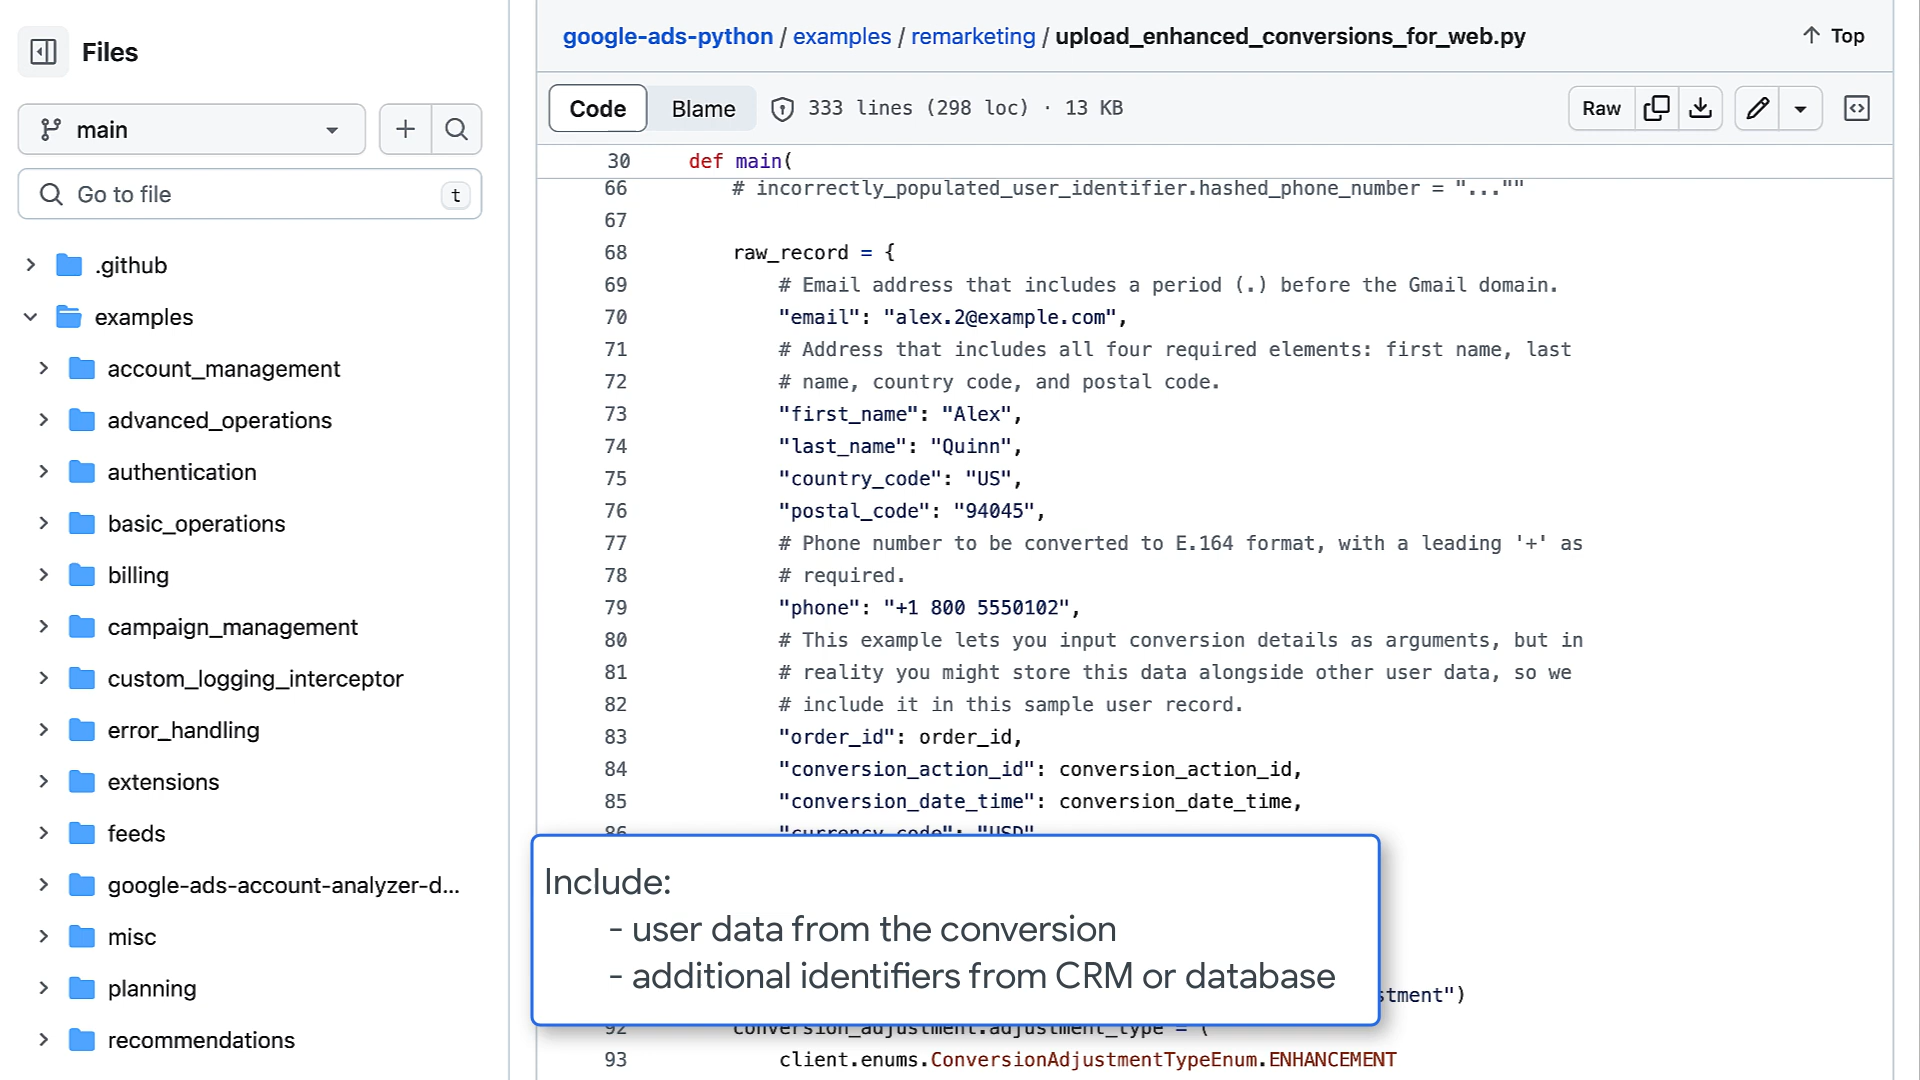 Files
main
Go to file
t
.github
examples
account_management
advanced_operations
authentication
basic_operations
billing
campaign_management
custom_logging_interceptor
error_handling
extensions
feeds
google-ads-account-analyzer-d...
misc
planning
recommendations
google-ads-python / examples / remarketing / upload_enhanced_conversions_for_web.py
Top
Code Blame 333 lines (298 loc) · 13 KB Raw
30 def main(
66 # incorrectly_populated_user_identifier.hashed_phone_number = "...""
67
68 raw_record = {
69 # Email address that includes a period (.) before the Gmail domain.
70 "email": "alex.2@example.com",
71 # Address that includes all four required elements: first name, last
72 # name, country code, and postal code.
73 "first_name": "Alex",
74 "last_name": "Quinn",
75 "country_code": "US",
76 "postal_code": "94045",
77 # Phone number to be converted to E.164 format, with a leading '+' as
78 # required.
79 "phone": "+1 800 5550102",
80 # This example lets you input conversion details as arguments, but in
81 # reality you might store this data alongside other user data, so we
82 # include it in this sample user record.
83 "order_id": order_id,
84 "conversion_action_id": conversion_action_id,
85 "conversion_date_time": conversion_date_time,
86 "currency_code": "USD"
Include:
- user data from the conversion
- additional identifiers from CRM or database
stment")
92 conversion_adjustment.adjustment_type = (
93 client.enums.ConversionAdjustmentTypeEnum.ENHANCEMENT